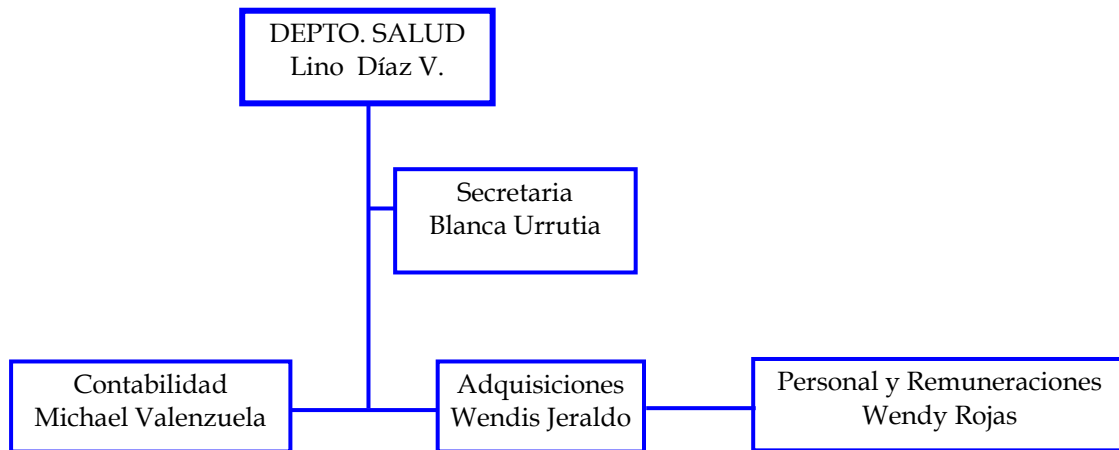 DEPTO. SALUD
Lino Díaz V.
Secretaria
Blanca Urrutia
Contabilidad
Michael Valenzuela
Adquisiciones
Wendis Jeraldo
Personal y Remuneraciones
Wendy Rojas